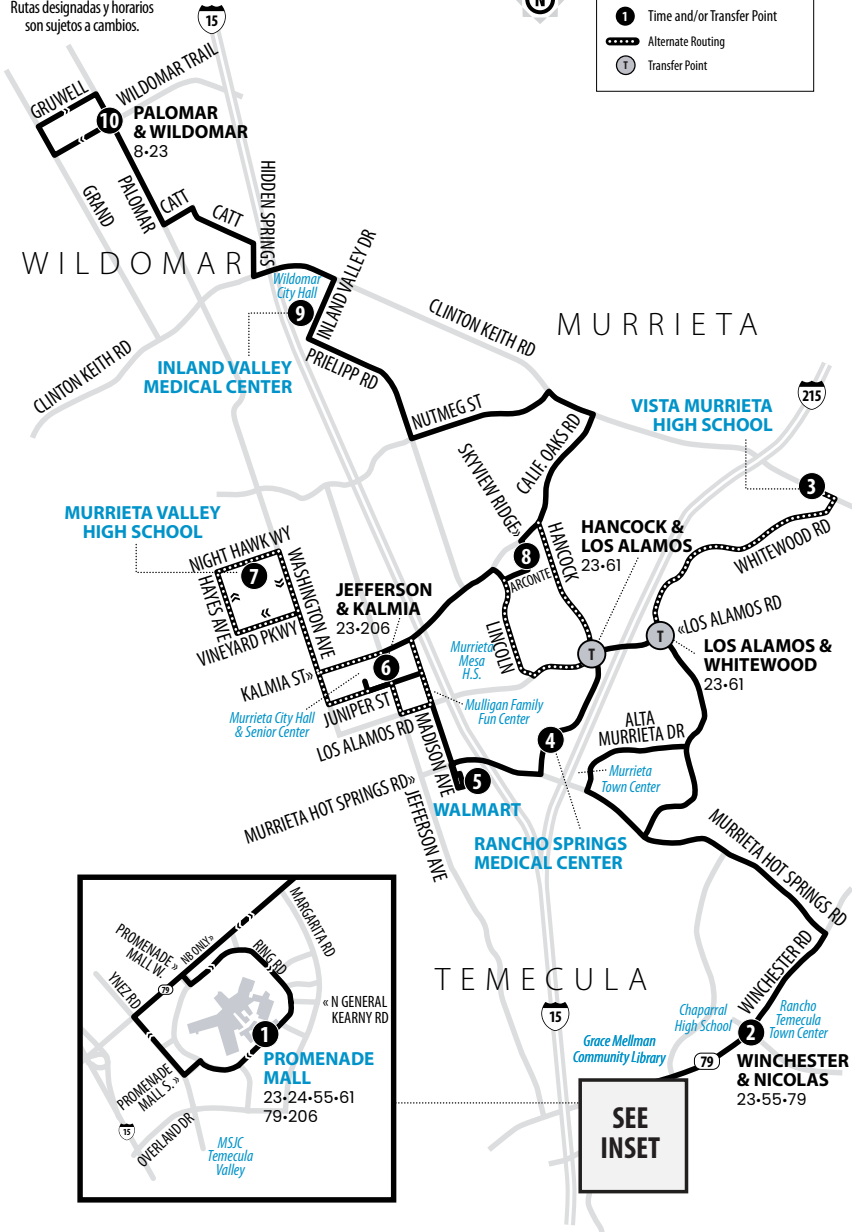 Rutas designadas y horarios
son sujetos a cambios.
15
N
1 Time and/or Transfer Point
Alternate Routing
T Transfer Point
GRUWELL
WILDOMAR TRAIL
10
PALOMAR
& WILDOMAR
8•23
GRAND
PALOMAR
CATT
CATT
HIDDEN SPRINGS
WILDOMAR
Wildomar
City Hall
9
INLAND VALLEY DR
CLINTON KEITH RD
MURRIETA
INLAND VALLEY
MEDICAL CENTER
CLINTON KEITH RD
PRIELIPP RD
NUTMEG ST
CALIF. OAKS RD
SKYVIEW RIDGE»
215
VISTA MURRIETA
HIGH SCHOOL
3
WHITEWOOD RD
MURRIETA VALLEY
HIGH SCHOOL
NIGHT HAWK WY
7
HAYES AVE
WASHINGTON AVE
VINEYARD PKWY
JEFFERSON
& KALMIA
23•206
8
ARCONTE
HANCOCK
LINCOLN
HANCOCK &
LOS ALAMOS
23•61
T
T
«LOS ALAMOS RD
LOS ALAMOS &
WHITEWOOD
23•61
Murrieta
Mesa
H.S.
KALMIA ST»
6
JUNIPER ST
Murrieta City Hall
& Senior Center
LOS ALAMOS RD
MADISON AVE
Mulligan Family
Fun Center
4
ALTA
MURRIETA DR
Murrieta
Town Center
MURRIETA HOT SPRINGS RD»
JEFFERSON AVE
5
WALMART
RANCHO SPRINGS
MEDICAL CENTER
MURRIETA HOT SPRINGS RD
WINCHESTER RD
TEMECULA
15
Chaparral
High School
2
Rancho
Temecula
Town Center
Grace Mellman
Community Library
79
WINCHESTER
& NICOLAS
23•55•79
SEE
INSET
PROMENADE »
MALL W.
NB ONLY»
MARGARITA RD
RING RD
YNEZ RD
79
« N GENERAL
KEARNY RD
1
PROMENADE
MALL
23•24•55•61
79•206
PROMENADE
MALL S. »
15
OVERLAND DR
MSJC
Temecula
Valley